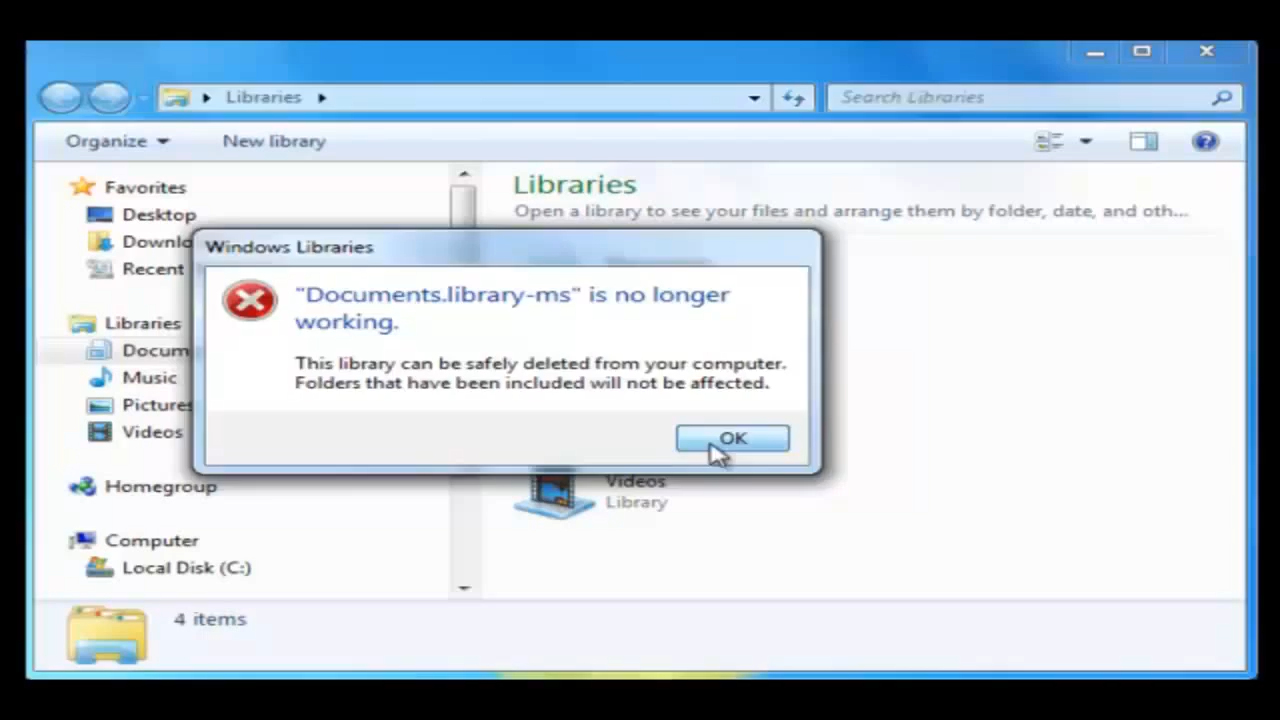 Libraries
Search Libraries
Organize
New library
Favorites
Desktop
Downlo
Recent
Libraries
Docum
Music
Pictures
Videos
Homegroup
Computer
Local Disk (C:)
Libraries
Open a library to see your files and arrange them by folder, date, and oth...
Windows Libraries
"Documents.library-ms" is no longer
working.
This library can be safely deleted from your computer.
Folders that have been included will not be affected.
OK
Videos
Library
4 items